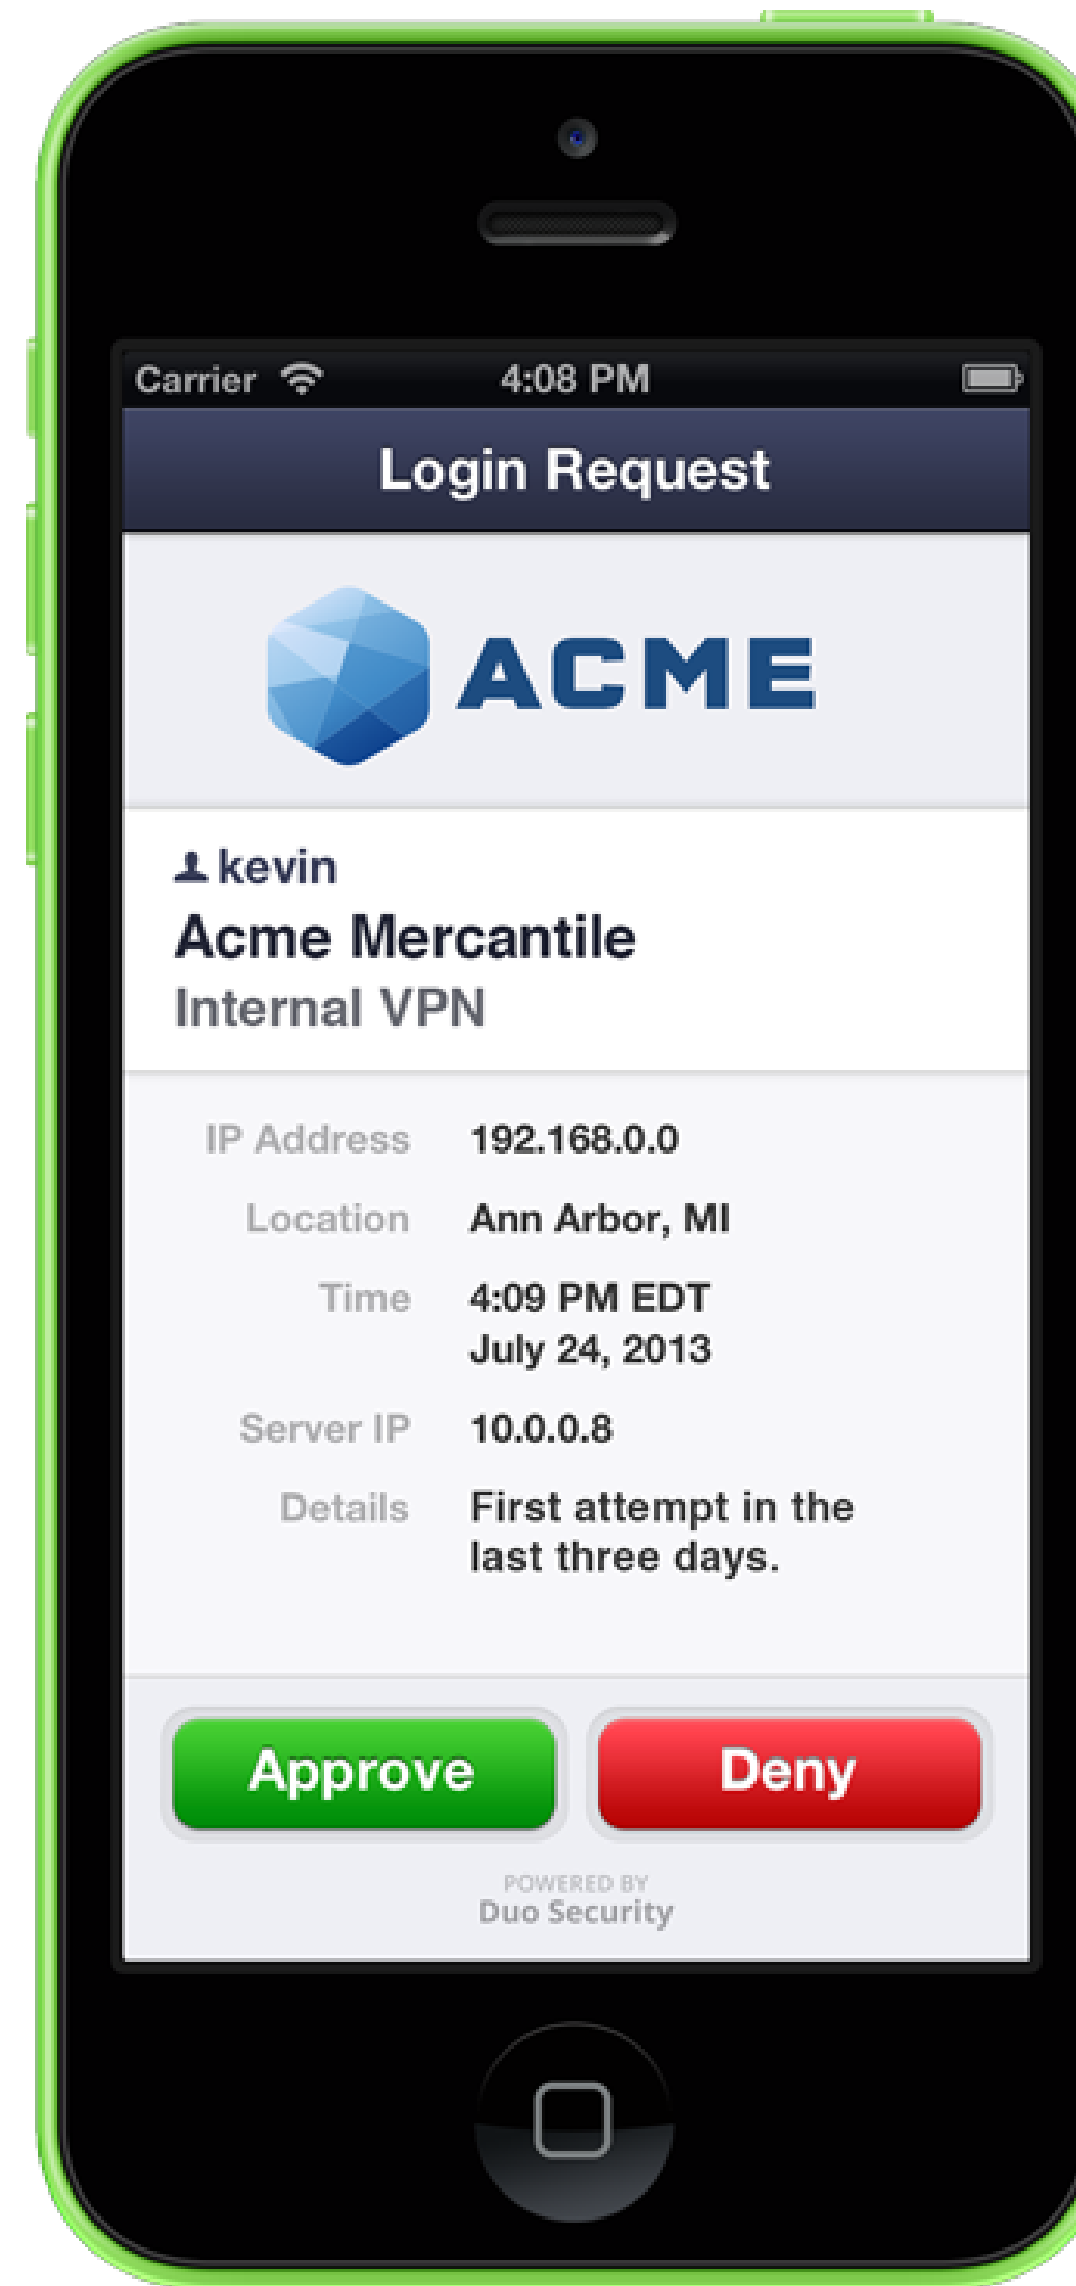 Carrier 4:08 PM
Login Request
ACME
kevin
Acme Mercantile
Internal VPN
IP Address 192.168.0.0
Location Ann Arbor, MI
Time 4:09 PM EDT
July 24, 2013
Server IP 10.0.0.8
Details First attempt in the
last three days.
Approve Deny
POWERED BY
Duo Security